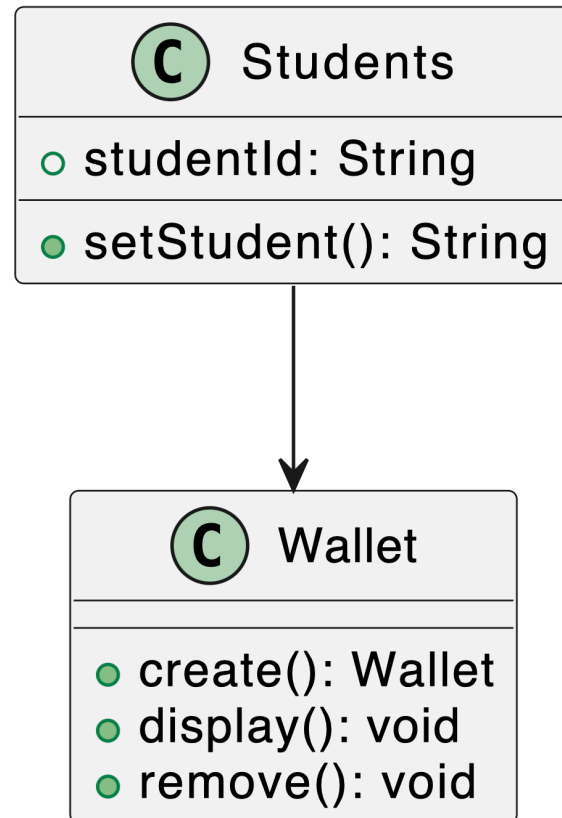 C Students
studentId: String
setStudent(): String
C Wallet
create(): Wallet
display(): void
remove(): void